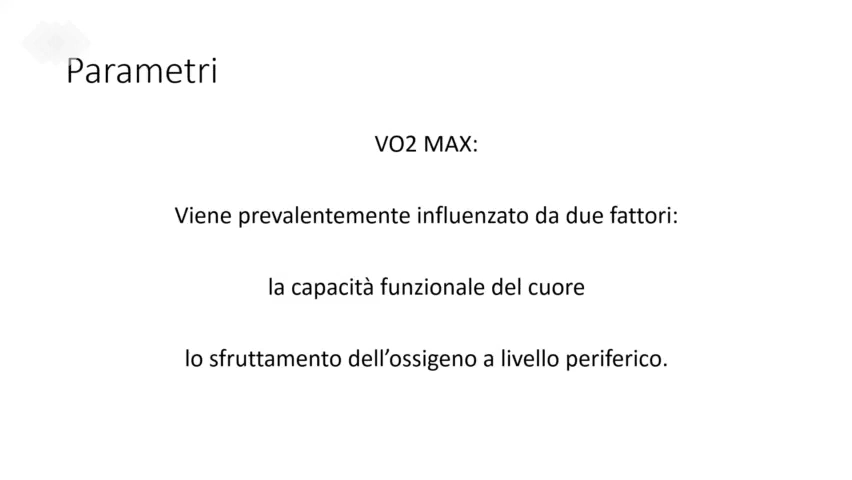 Parametri
VO2 MAX:
Viene prevalentemente influenzato da due fattori:
la capacità funzionale del cuore
lo sfruttamento dell’ossigeno a livello periferico.